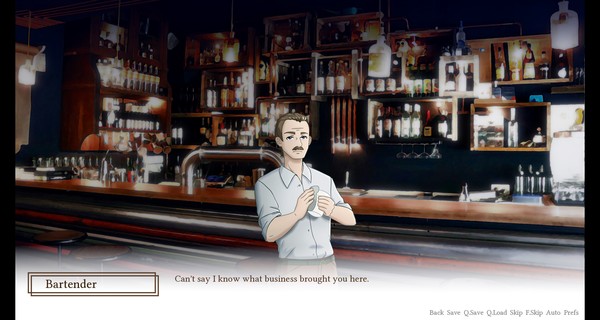 Bartender
Can't say I know what business brought you here.
Back Save Q.Save Q.Load Skip F.Skip Auto Prefs